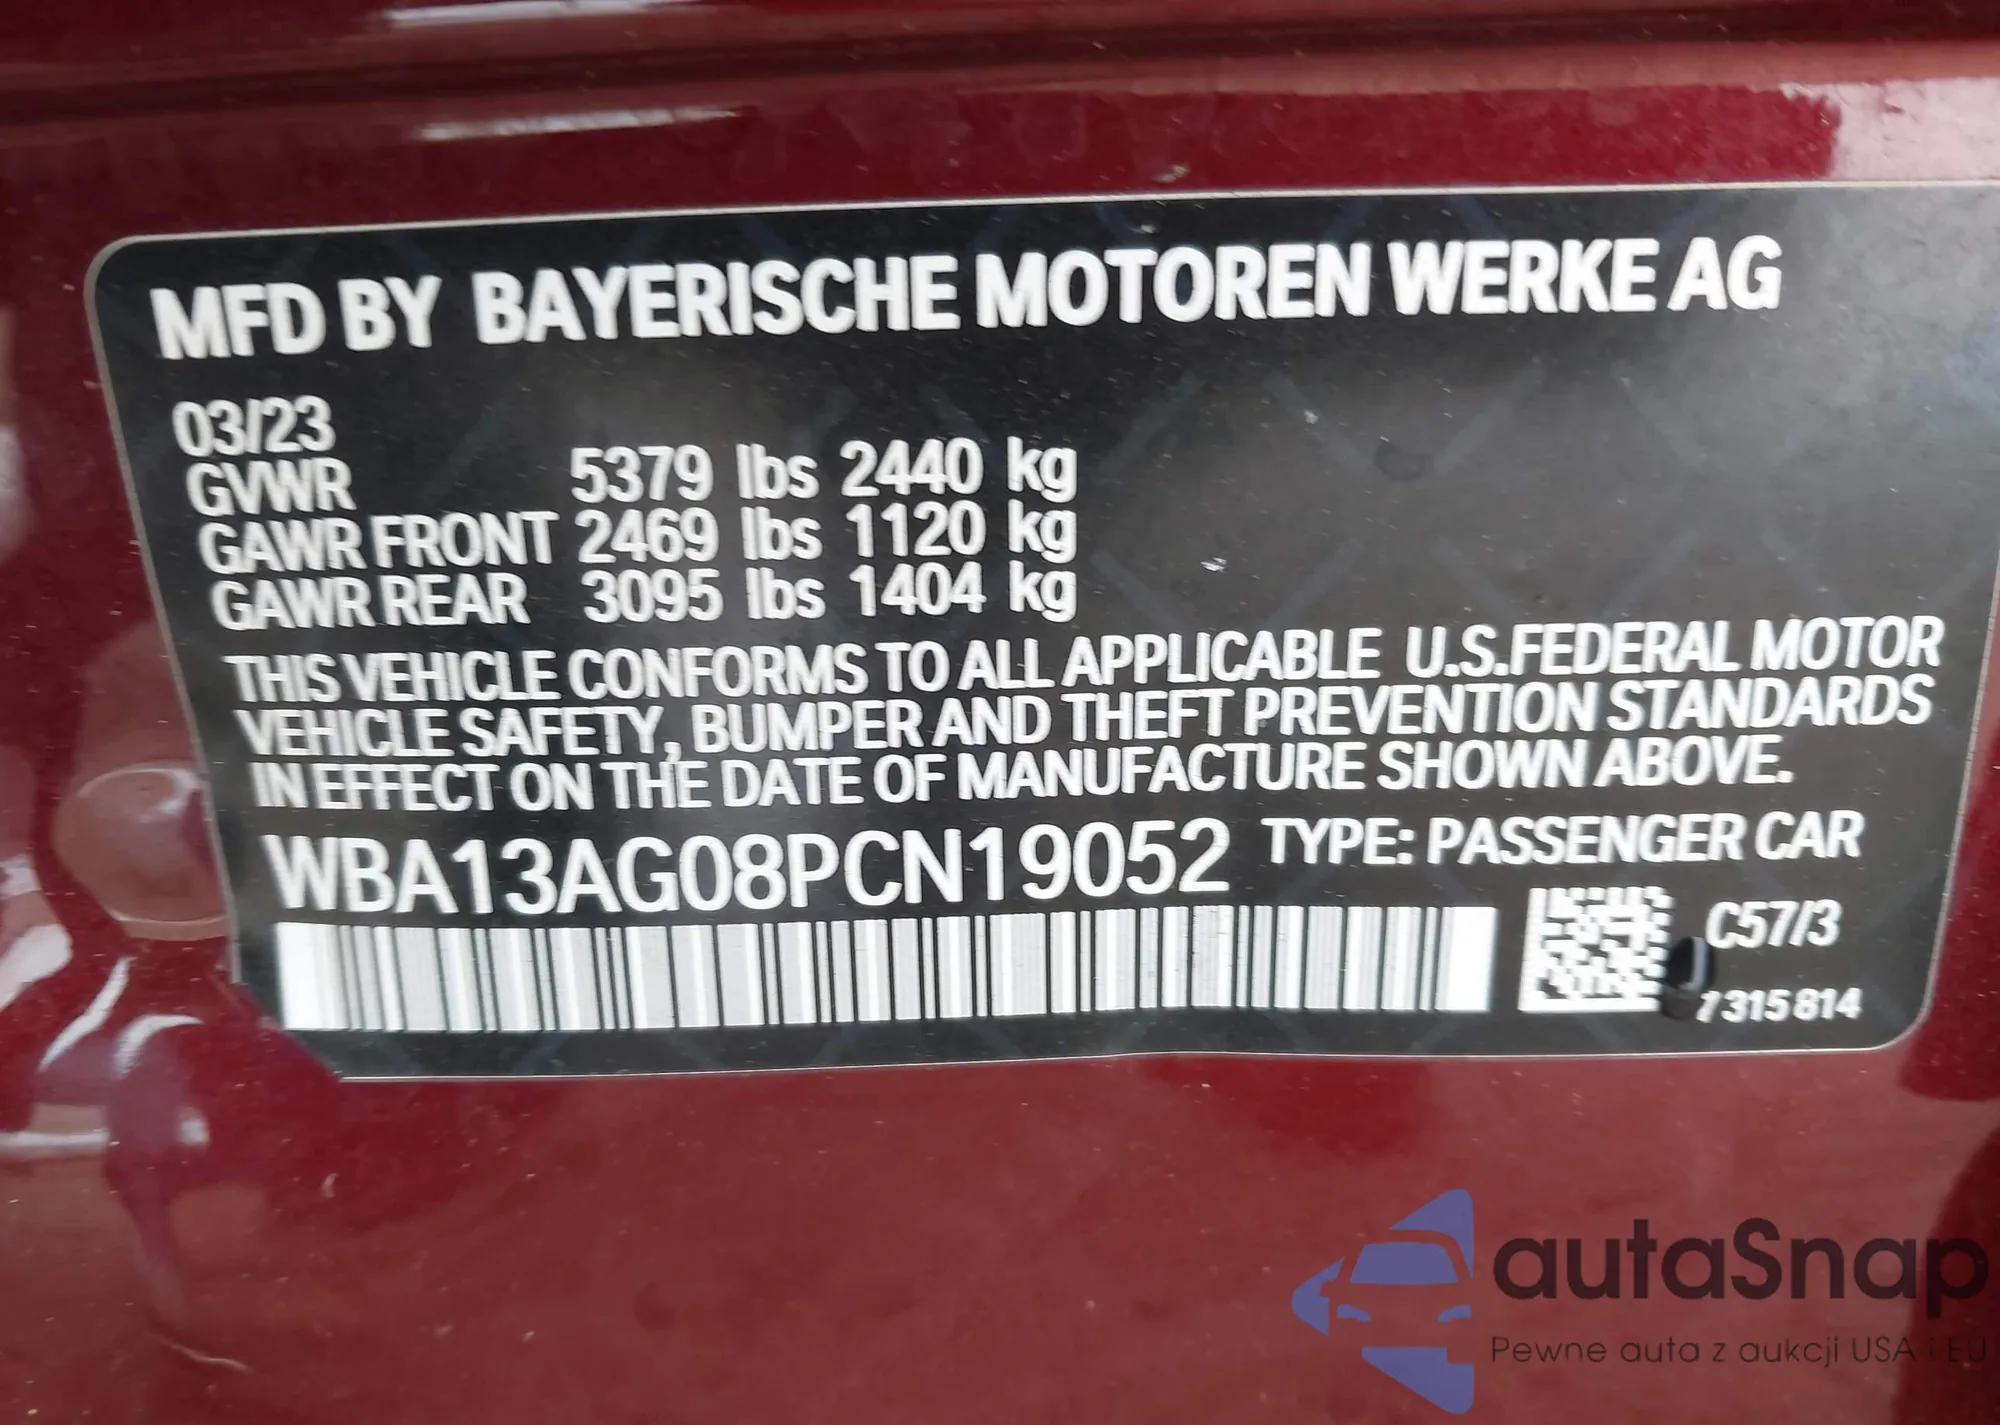 MFD BY BAYERISCHE MOTOREN WERKE AG
03/23
GVWR 5379 lbs 2440 kg
GAWR FRONT 2469 lbs 1120 kg
GAWR REAR 3095 lbs 1404 kg
THIS VEHICLE CONFORMS TO ALL APPLICABLE U.S.FEDERAL MOTOR
VEHICLE SAFETY, BUMPER AND THEFT PREVENTION STANDARDS
IN EFFECT ON THE DATE OF MANUFACTURE SHOWN ABOVE.
WBA13AG08PCN19052 TYPE: PASSENGER CAR
C57/3
7315814
autaSnap
Pewne auta z aukcji USA i EU